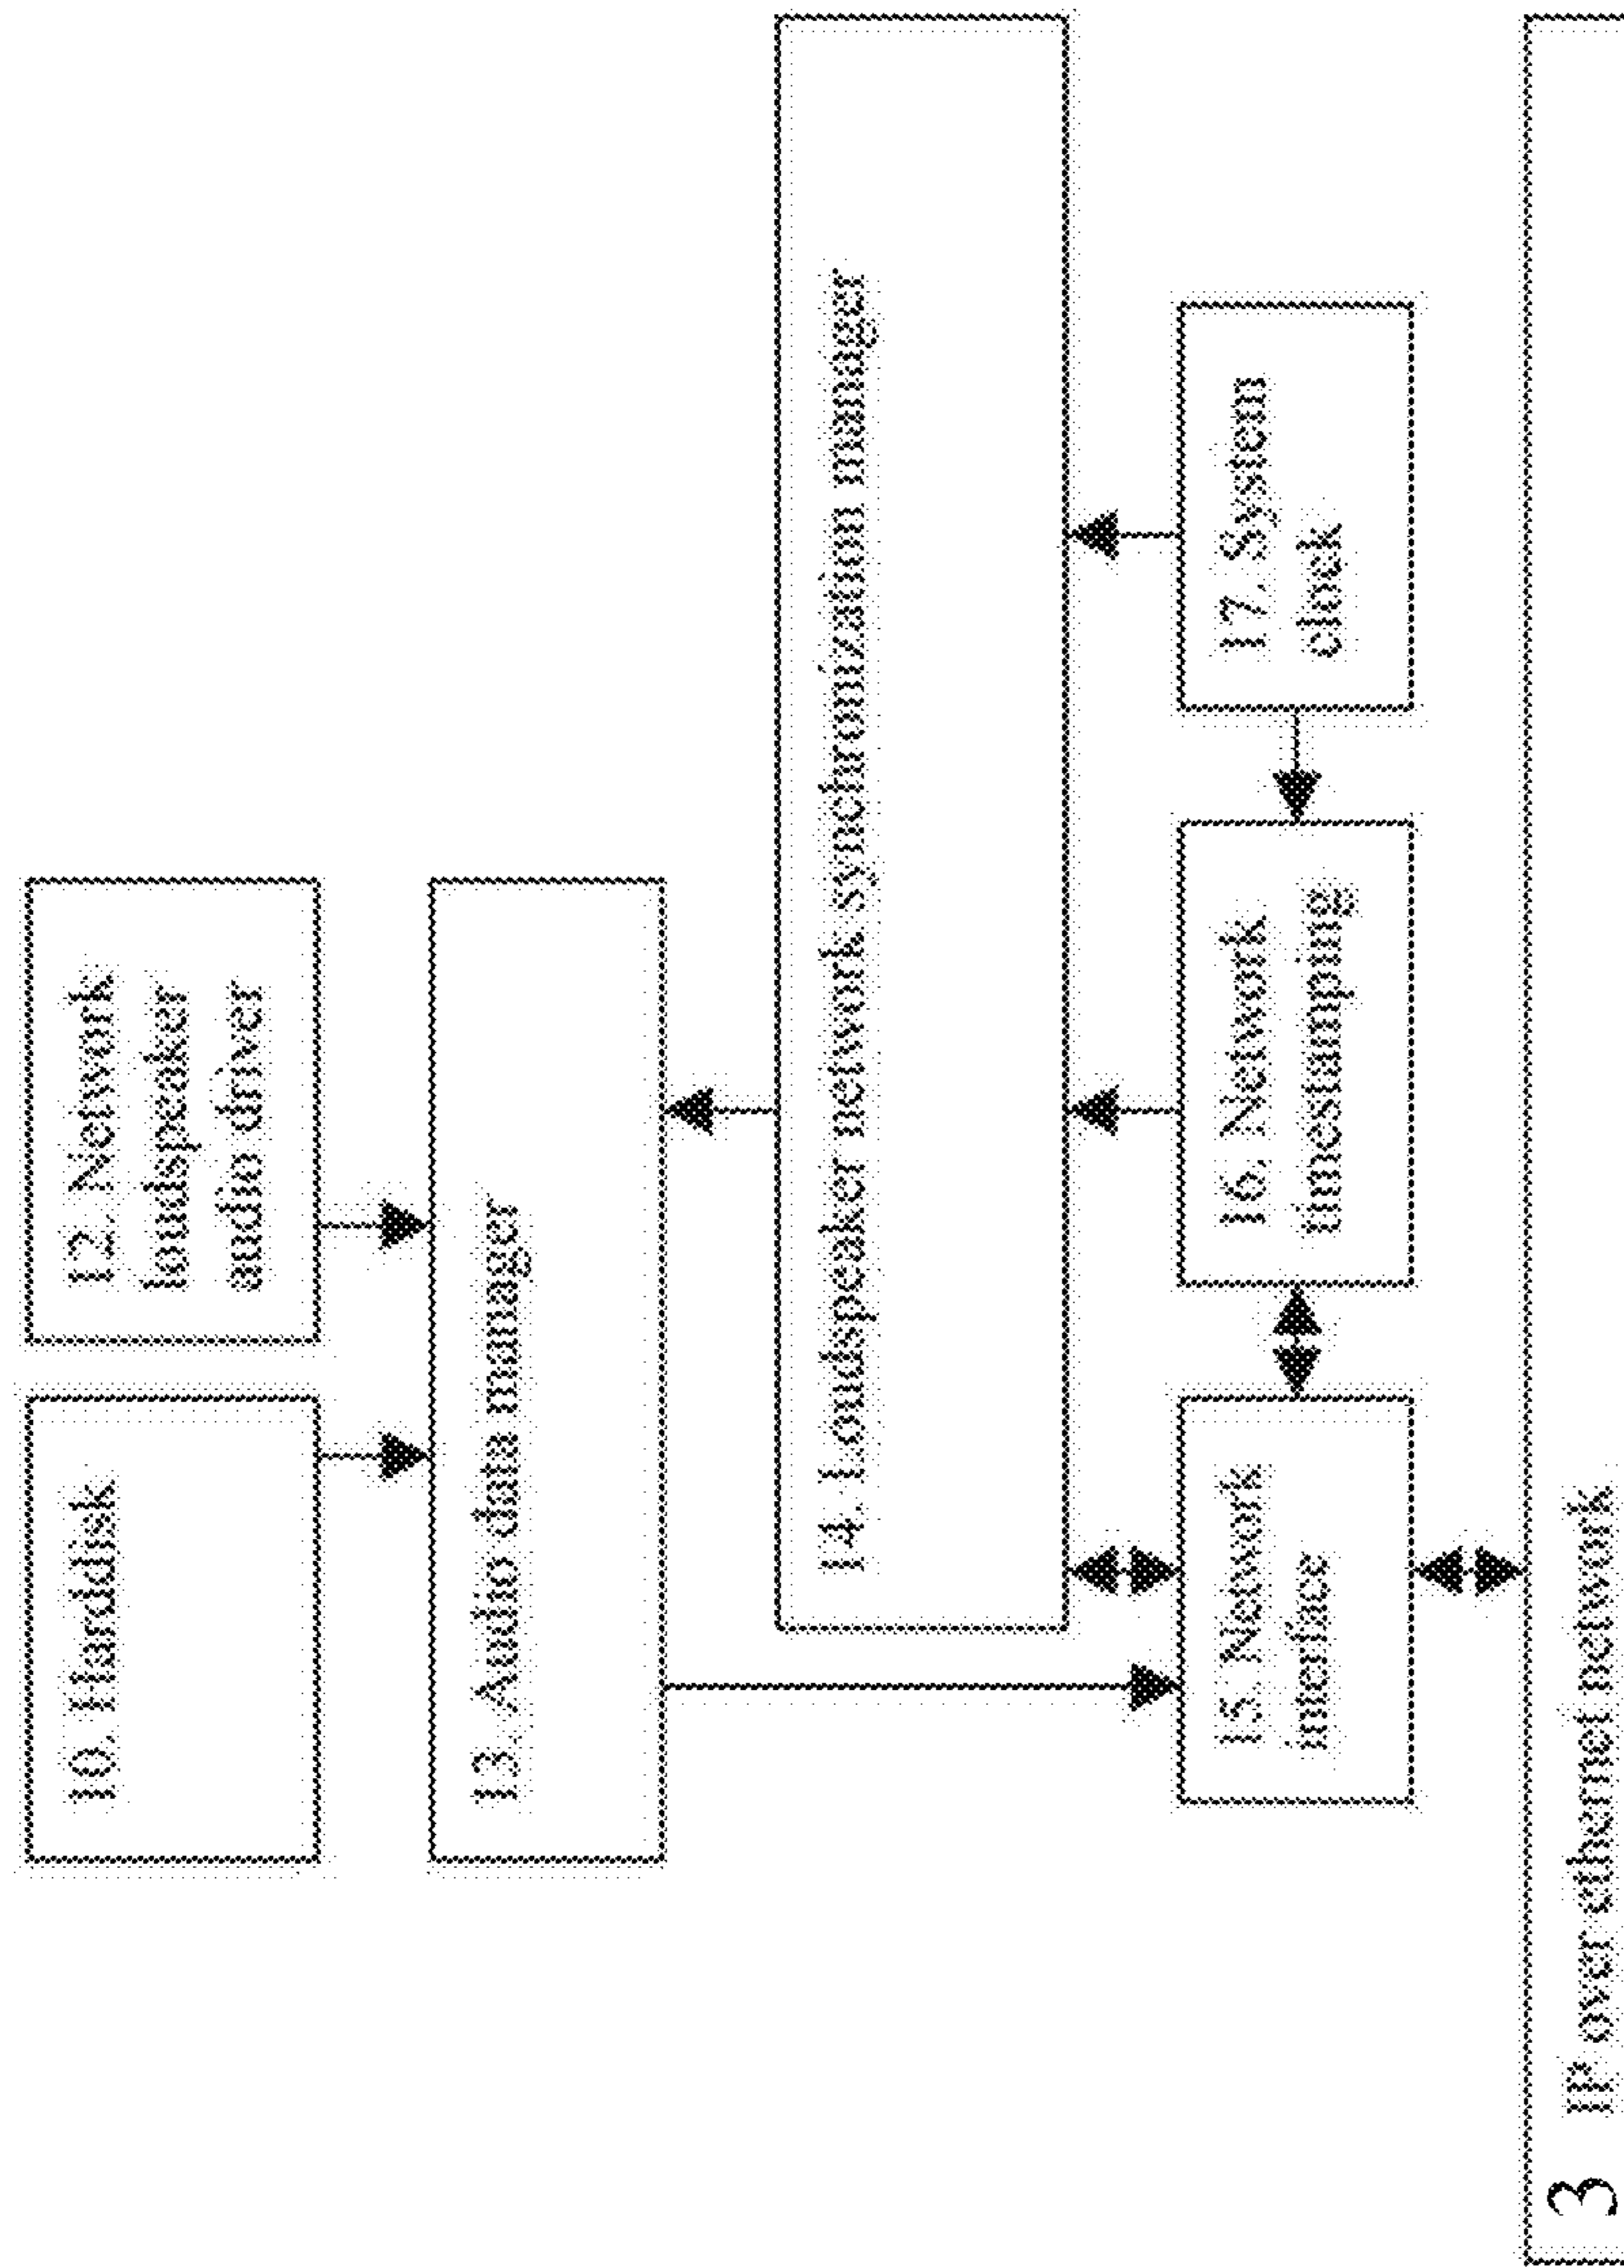 10. Harddisk
12. Network
loudspeaker
audio driver
13. Audio data manager
14. Loudspeaker network synchronization manager
15. Network
interface
16. Network
timestamping
17. System
clock
3 IP over ethernet network